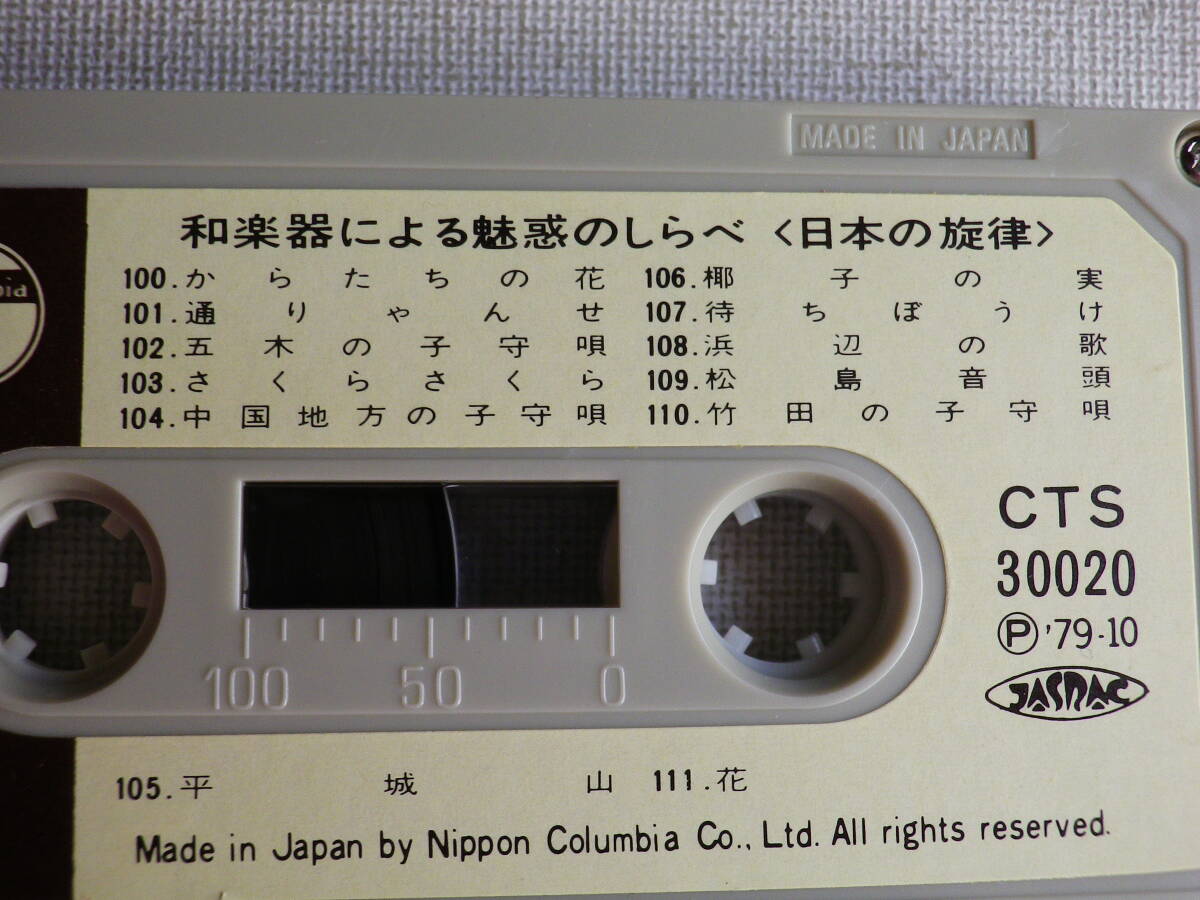 MADE IN JAPAN
和楽器による魅惑のしらべ〈日本の旋律〉
100.からたちの花
101.通りゃんせ
102.五木の子守唄
103.さくらさくら
104.中国地方の子守唄
106.椰子の実
107.待ちぼうけ
108.浜辺の歌
109.松島音頭
110.竹田の子守唄
CTS
30020
Ⓟ'79-10
JASRAC
100 50 0
105.平城山
111.花
Made in Japan by Nippon Columbia Co., Ltd. All rights reserved.